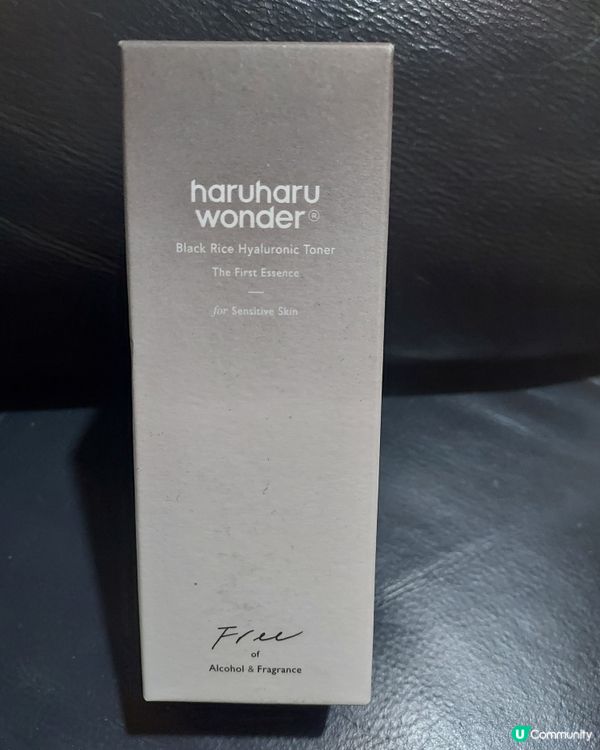 haruharu
wonder®
Black Rice Hyaluronic Toner
The First Essence
for Sensitive Skin
Free
of
Alcohol & Fragrance
U Community